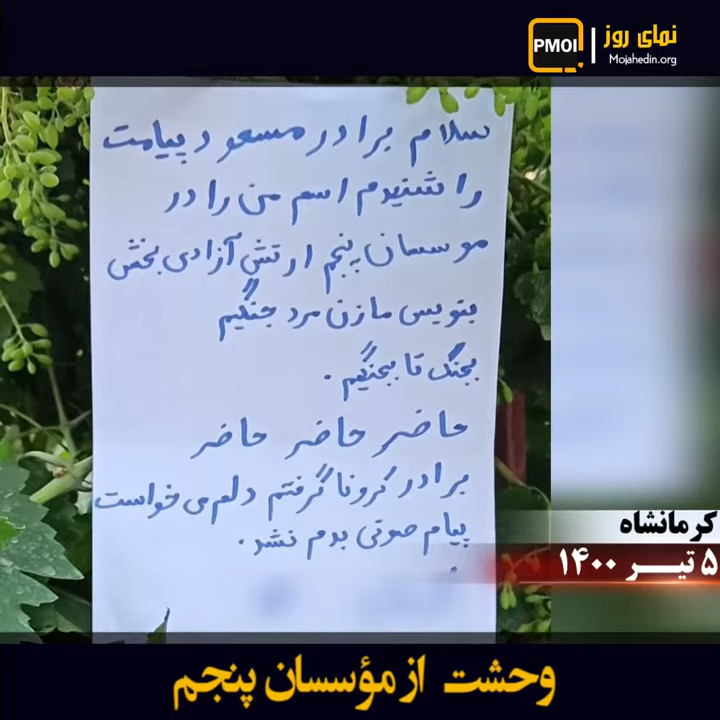 PMOI
نمای روز
Mojahedin.org
سلام برادر مسعود پیامت
را شنیدم اسم من را در
موسسان پنجم ارتش آزادی بخش
بنویس ما زن مرد جنگیم
بجنگ تا بجنگیم.
حاضر حاضر حاضر
برادر کرونا گرفتم دلم می خواست
پیام صوتی بدم نشد.
کرمانشاه
۵ تیر ۱۴۰۰
وحشت از مؤسسان پنجم